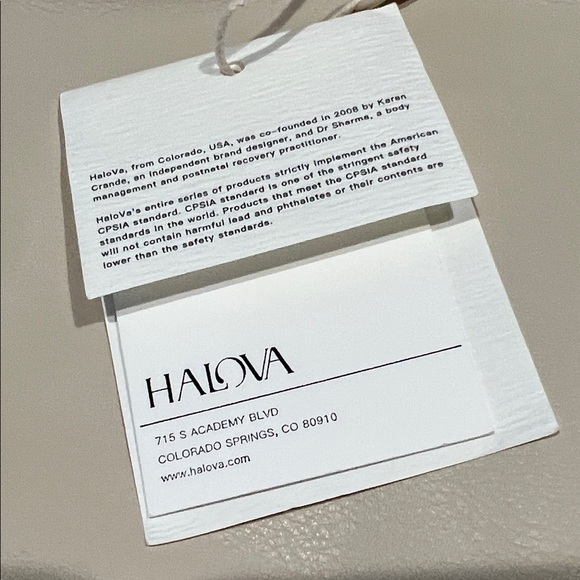 HaloVa, from Colorado, USA, was co-founded in 2008 by Karen
Crande, an independent brand designer, and Dr Sharma, a body
management and postnatal recovery practitioner.
HaloVa's entire series of products strictly implement the American
CPSIA standard. CPSIA standard is one of the stringent safety
standards in the world. Products that meet the CPSIA standard
will not contain harmful lead and phthalates or their contents are
lower than the safety standards.
HALOVA
715 S ACADEMY BLVD
COLORADO SPRINGS, CO 80910
www.halova.com